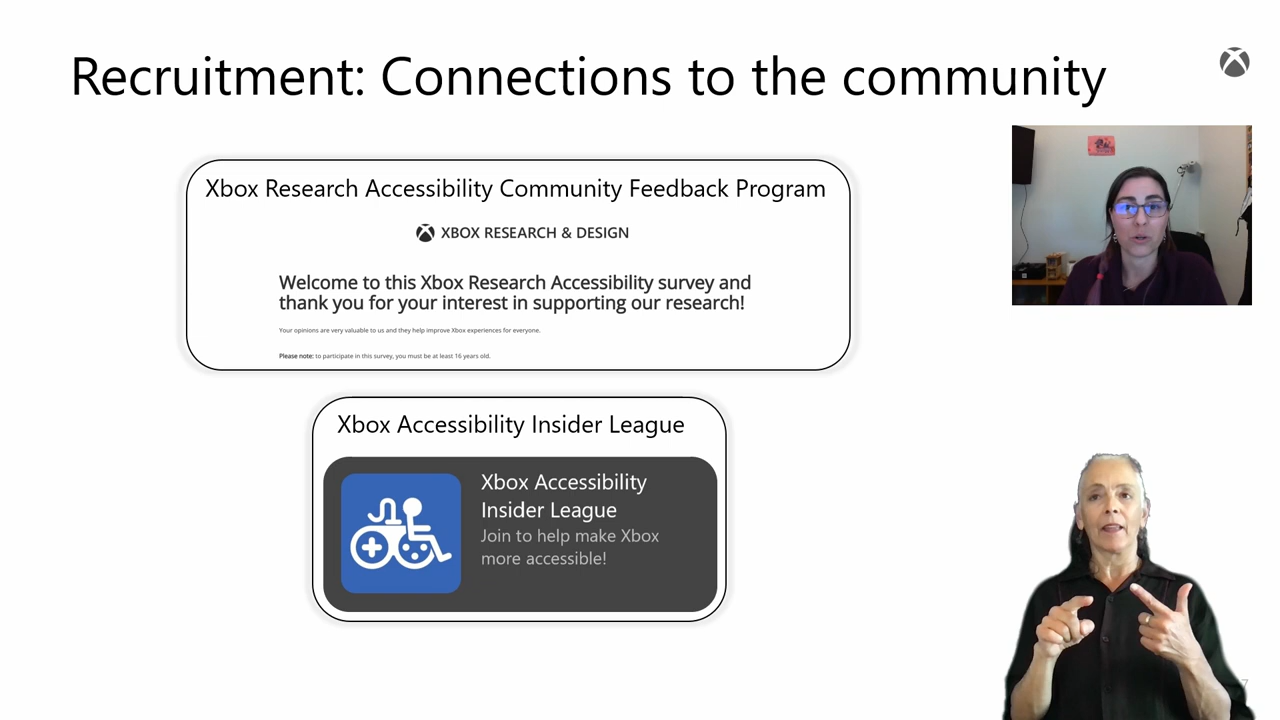 Recruitment: Connections to the community
Xbox Research Accessibility Community Feedback Program
XBOX RESEARCH & DESIGN
Welcome to this Xbox Research Accessibility survey and
thank you for your interest in supporting our research!
Your opinions are very valuable to us and they help improve Xbox experiences for everyone.
Please note: to participate in this survey, you must be at least 16 years old.
Xbox Accessibility Insider League
Xbox Accessibility
Insider League
Join to help make Xbox
more accessible!